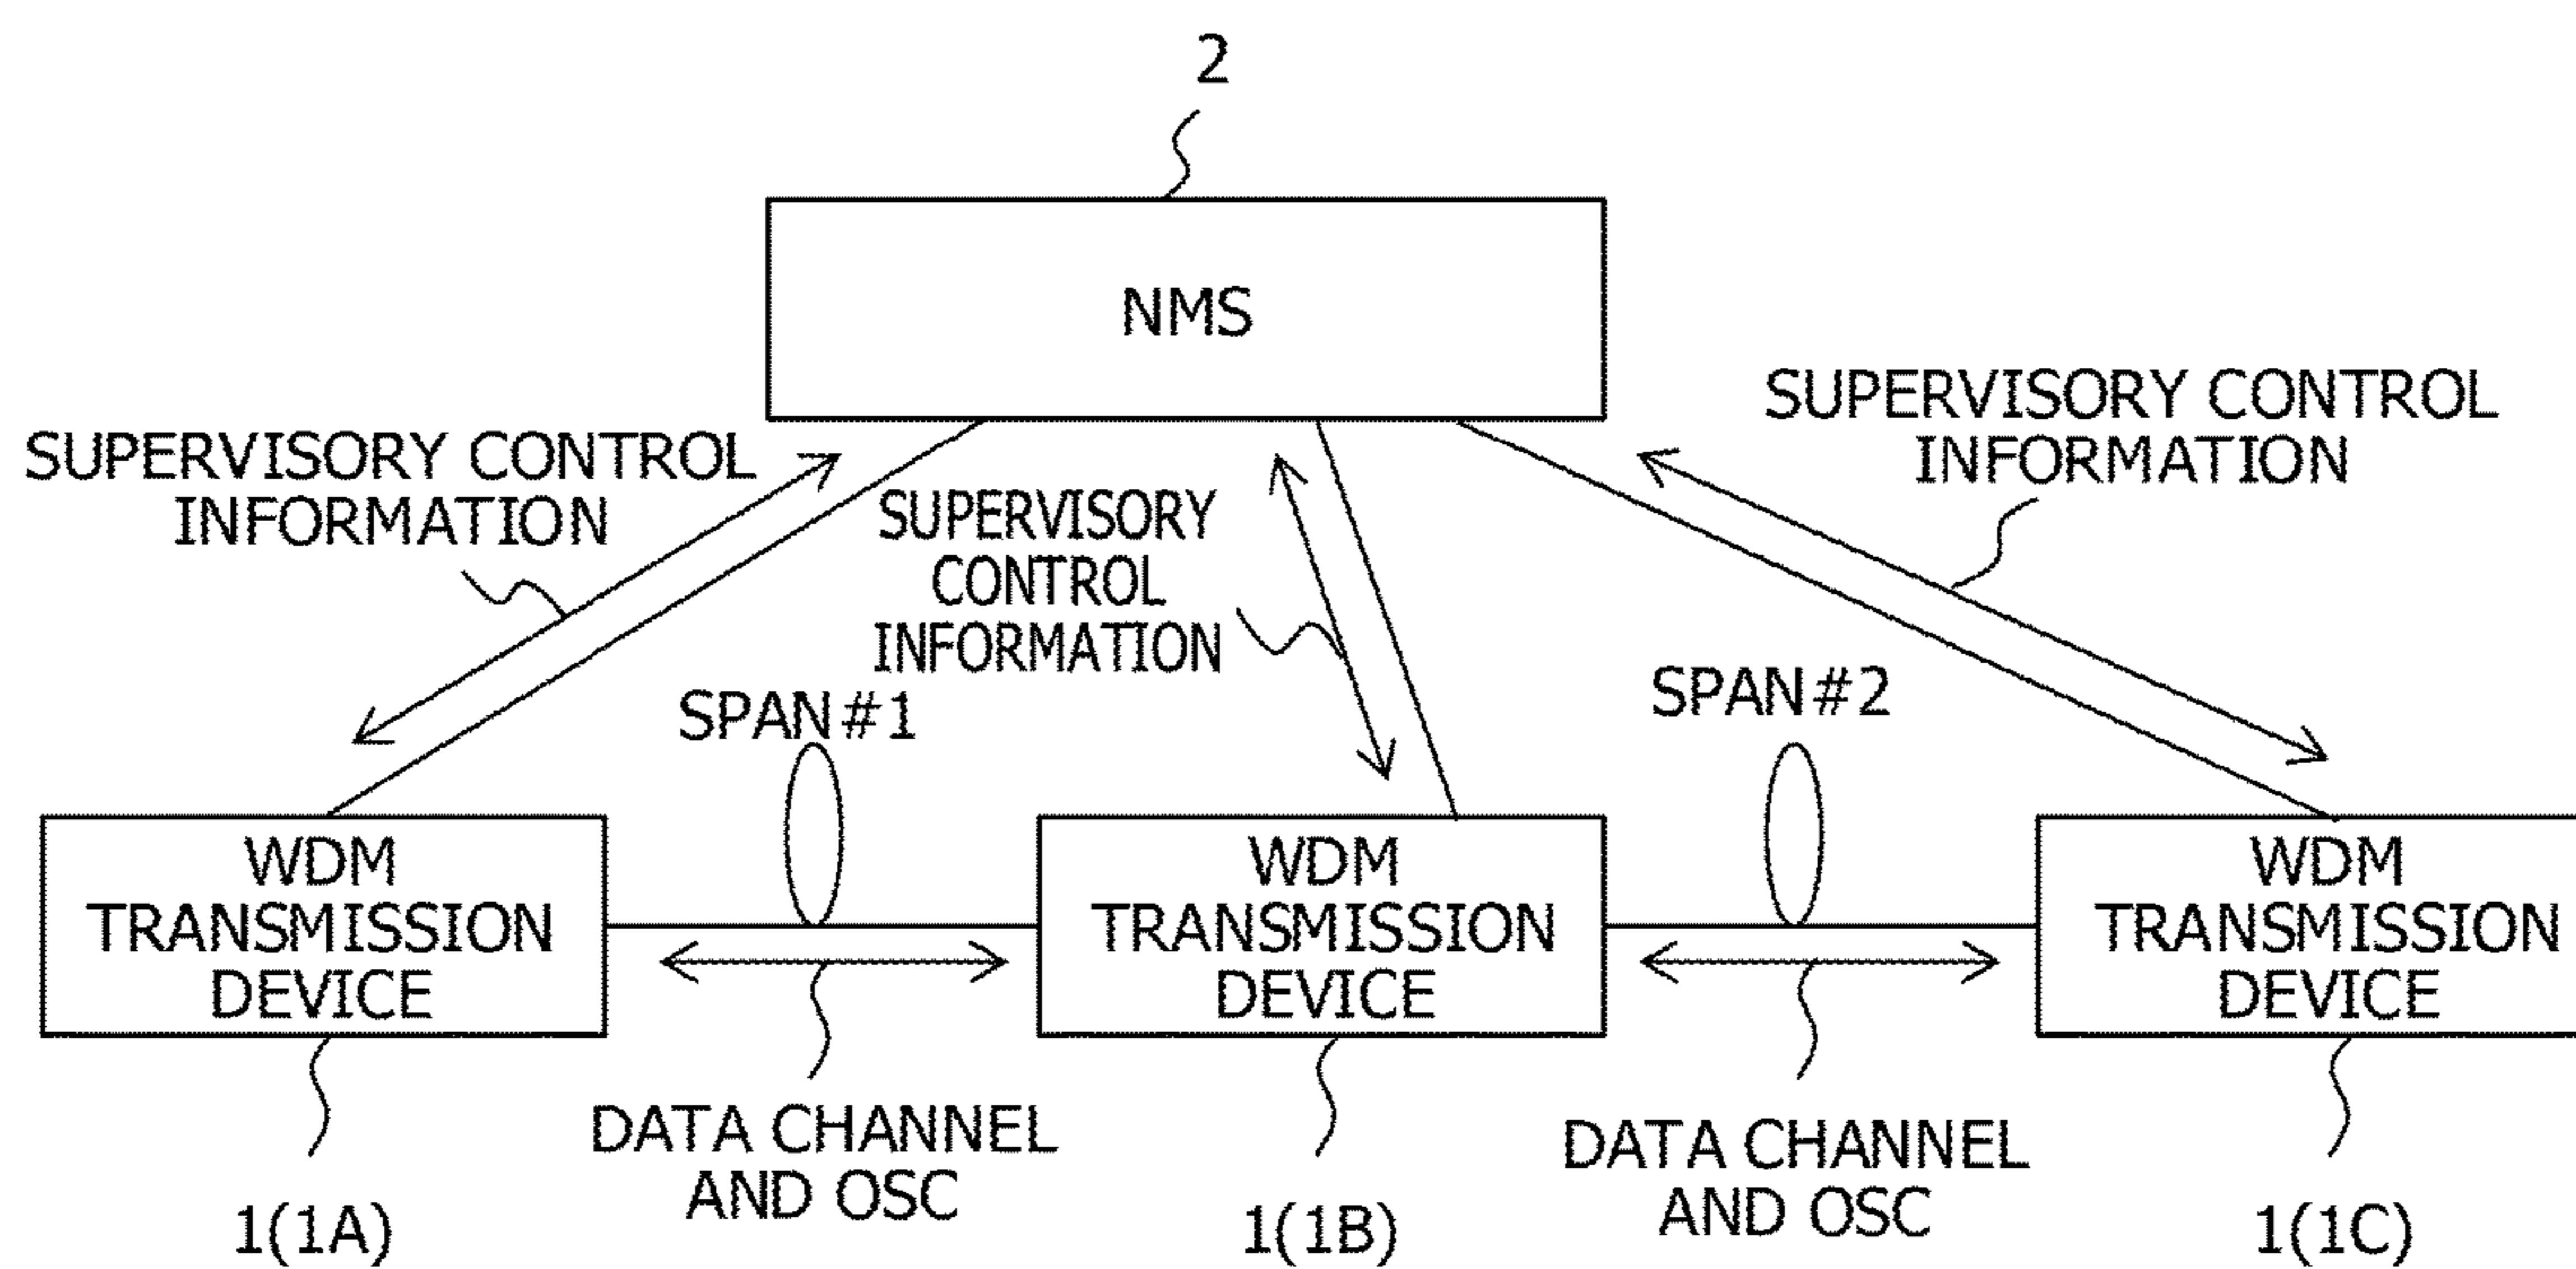 2
NMS
SUPERVISORY CONTROL
INFORMATION
SUPERVISORY
CONTROL
INFORMATION
SUPERVISORY CONTROL
INFORMATION
SPAN#1
SPAN#2
WDM
TRANSMISSION
DEVICE
WDM
TRANSMISSION
DEVICE
WDM
TRANSMISSION
DEVICE
DATA CHANNEL
AND OSC
DATA CHANNEL
AND OSC
1(1A)
1(1B)
1(1C)